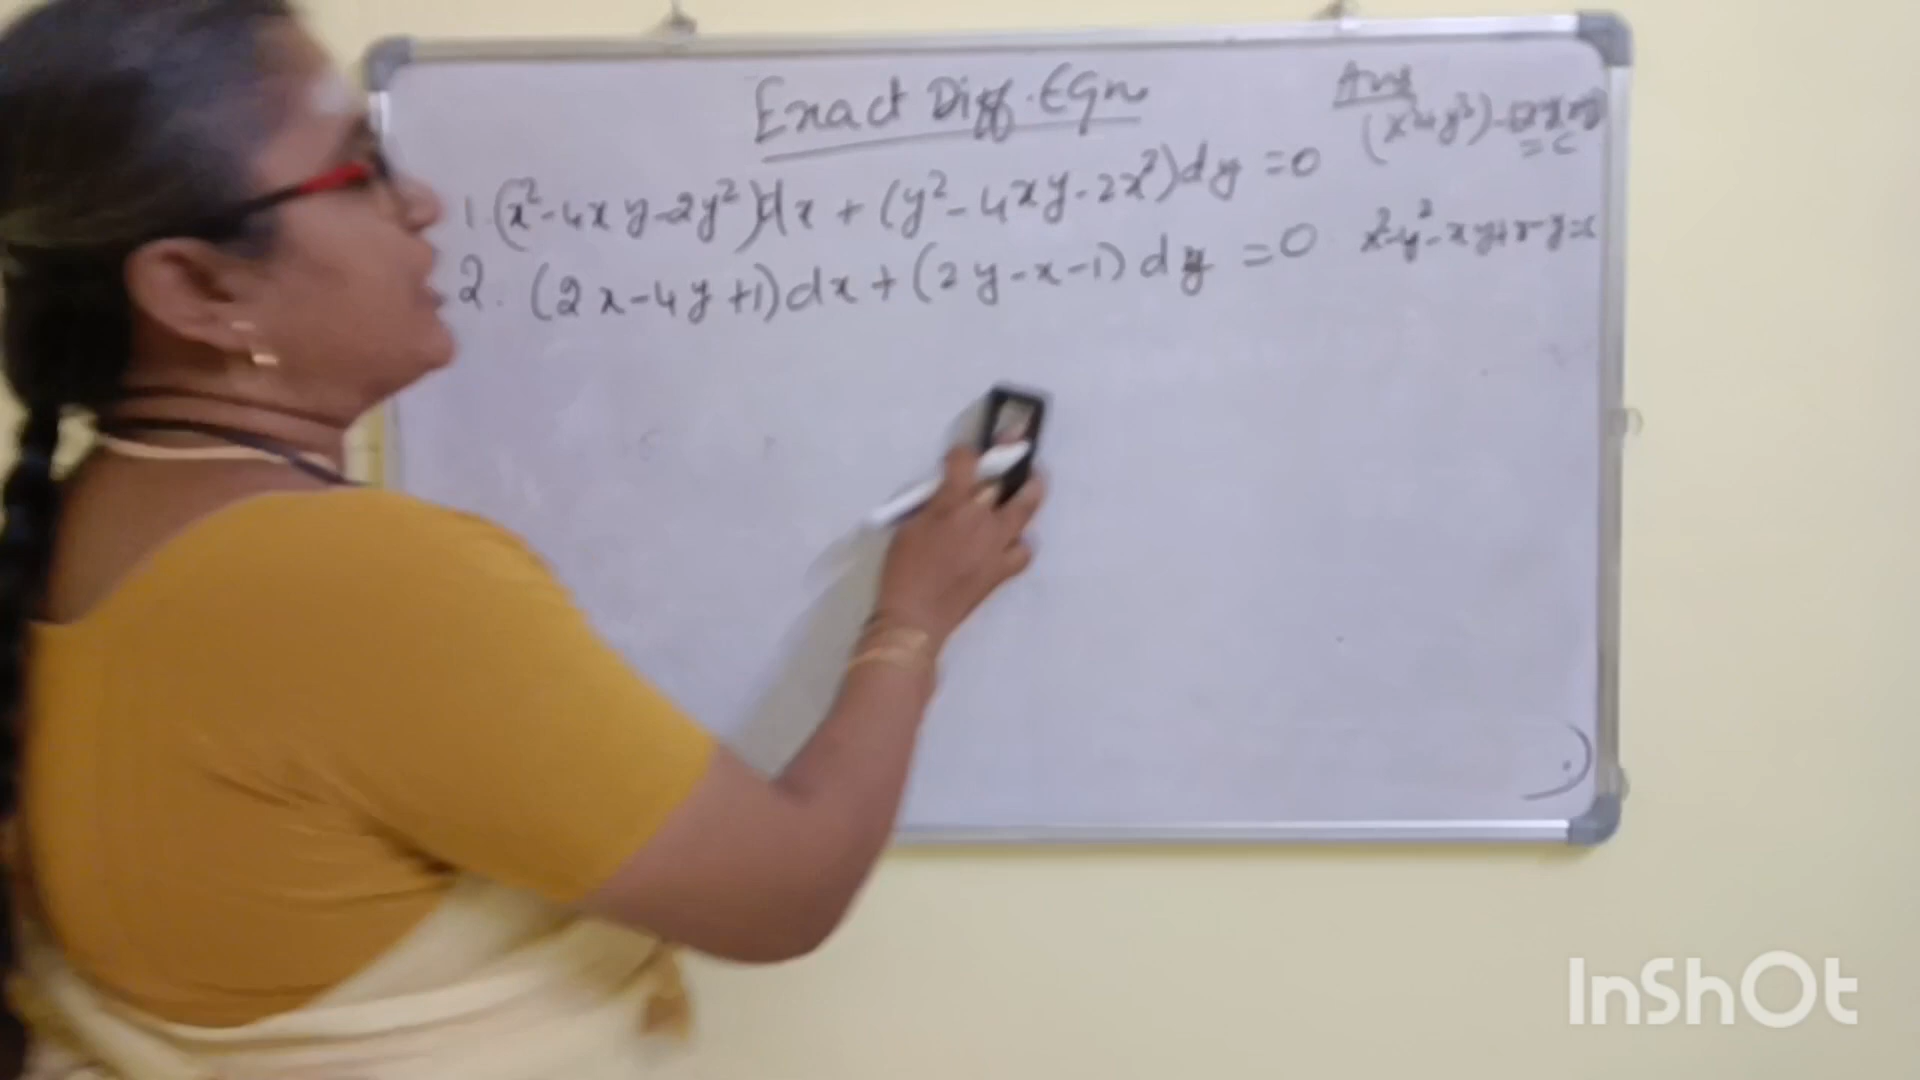 Exact Diff. Eqn
Ans
1. (x²-4xy-2y²)dx + (y²-4xy-2x²)dy = 0
= c
2. (2x-4y+1)dx + (2y-x-1)dy = 0 x²+y²-xy+x-y=c
InShOt